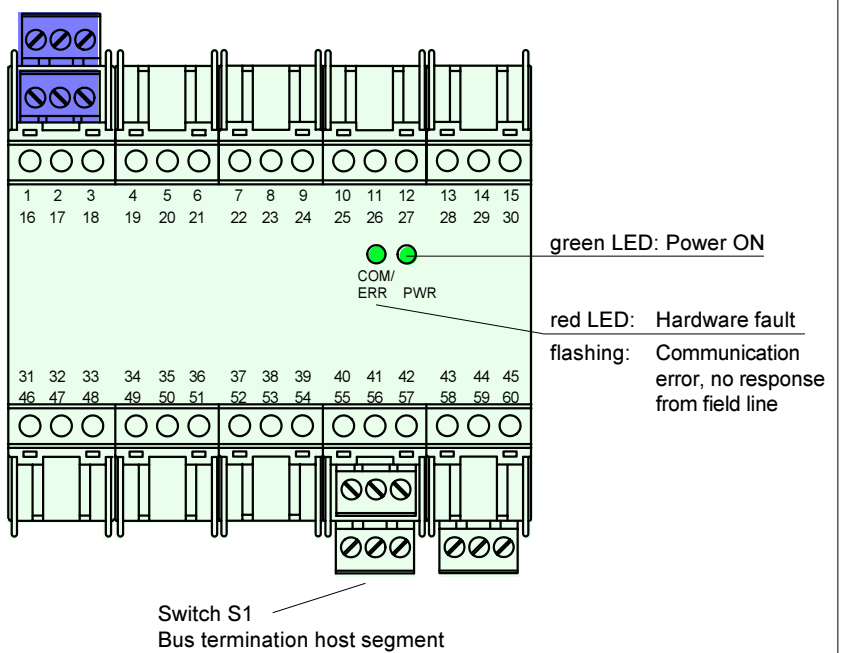 1 2 3 4 5 6 7 8 9 10 11 12 13 14 15
16 17 18 19 20 21 22 23 24 25 26 27 28 29 30
green LED: Power ON
COM/
ERR PWR
red LED: Hardware fault
flashing: Communication
error, no response
from field line
31 32 33 34 35 36 37 38 39 40 41 42 43 44 45
46 47 48 49 50 51 52 53 54 55 56 57 58 59 60
Switch S1
Bus termination host segment